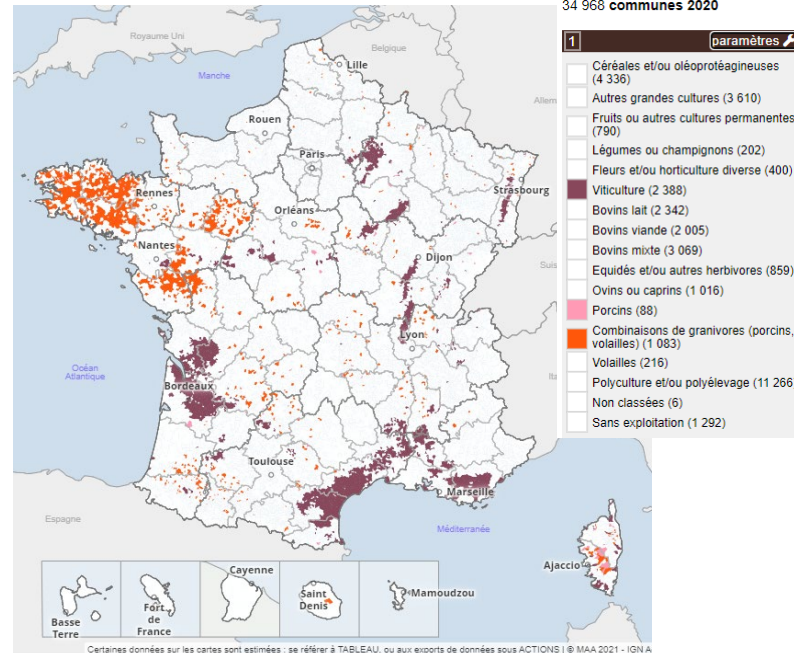 34 968 communes 2020
1
paramètres
Céréales et/ou oléoprotéagineuses
(4 336)
Autres grandes cultures (3 610)
Fruits ou autres cultures permanentes
(790)
Légumes ou champignons (202)
Fleurs et/ou horticulture diverse (400)
Viticulture (2 388)
Bovins lait (2 342)
Bovins viande (2 005)
Bovins mixte (3 069)
Equidés et/ou autres herbivores (859)
Ovins ou caprins (1 016)
Porcins (88)
Combinaisons de granivores (porcins,
volailles) (1 083)
Volailles (216)
Polyculture et/ou polyélevage (11 266
Non classées (6)
Sans exploitation (1 292)
Royaume Uni
Belgique
Lille
Manche
Allem
Rouen
Paris
Strasbourg
Rennes
Orléans
Nantes
Dijon
Suis
Lyon
Océan
Atlantique
Ita
Bordeaux
Toulouse
Marseille
Espagne
Méditerranée
Ajaccio
Cayenne
Saint
Denis
Mamoudzou
Fort
de
France
Basse
Terre
Certaines données sur les cartes sont estimées : se référer à TABLEAU, ou aux exports de données sous ACTIONS | © MAA 2021 - IGN A